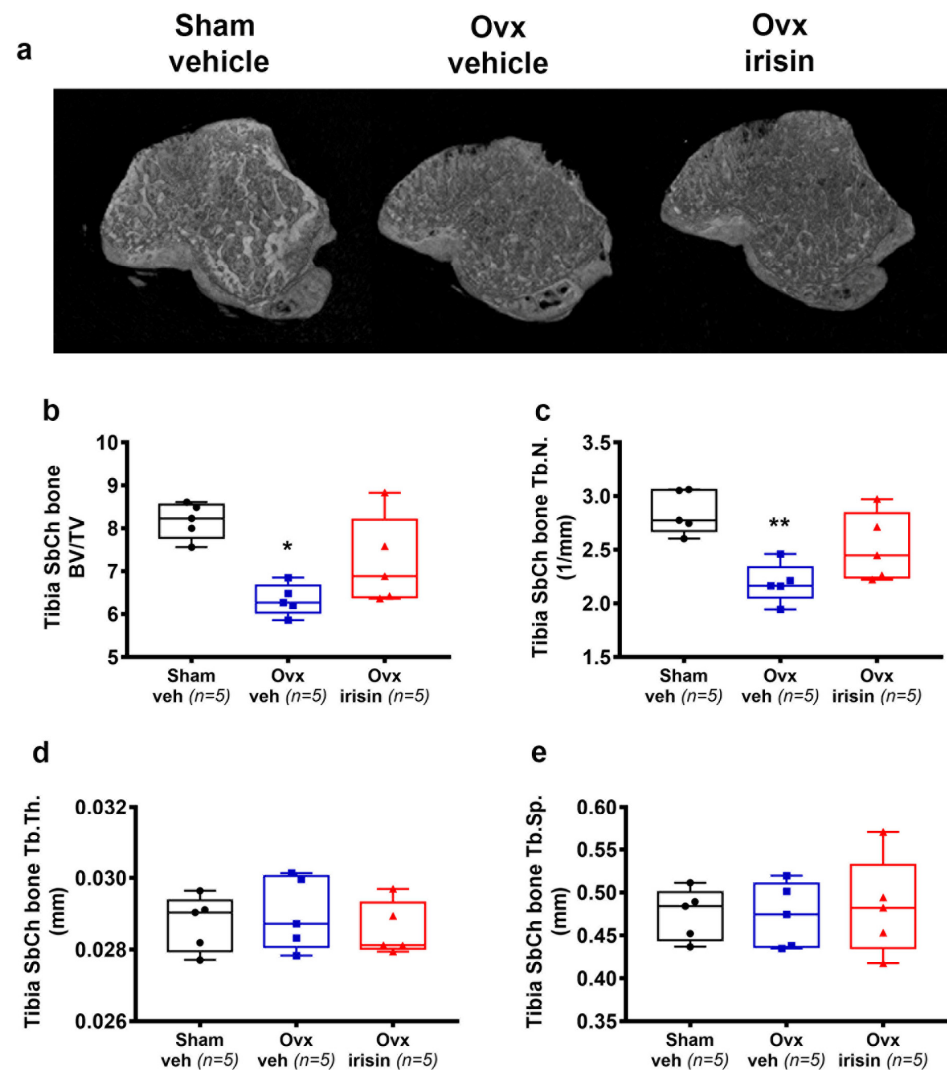 a
Sham
vehicle
Ovx
vehicle
Ovx
irisin
b
Tibia SbCh bone
BV/TV
10
9
8
7
6
5
*
Sham
veh (n=5)
Ovx
veh (n=5)
Ovx
irisin (n=5)
c
Tibia SbCh bone Tb.N.
(1/mm)
3.5
3.0
2.5
2.0
1.5
**
Sham
veh (n=5)
Ovx
veh (n=5)
Ovx
irisin (n=5)
d
Tibia SbCh bone Tb.Th.
(mm)
0.032
0.030
0.028
0.026
Sham
veh (n=5)
Ovx
veh (n=5)
Ovx
irisin (n=5)
e
Tibia SbCh bone Tb.Sp.
(mm)
0.60
0.55
0.50
0.45
0.40
0.35
Sham
veh (n=5)
Ovx
veh (n=5)
Ovx
irisin (n=5)